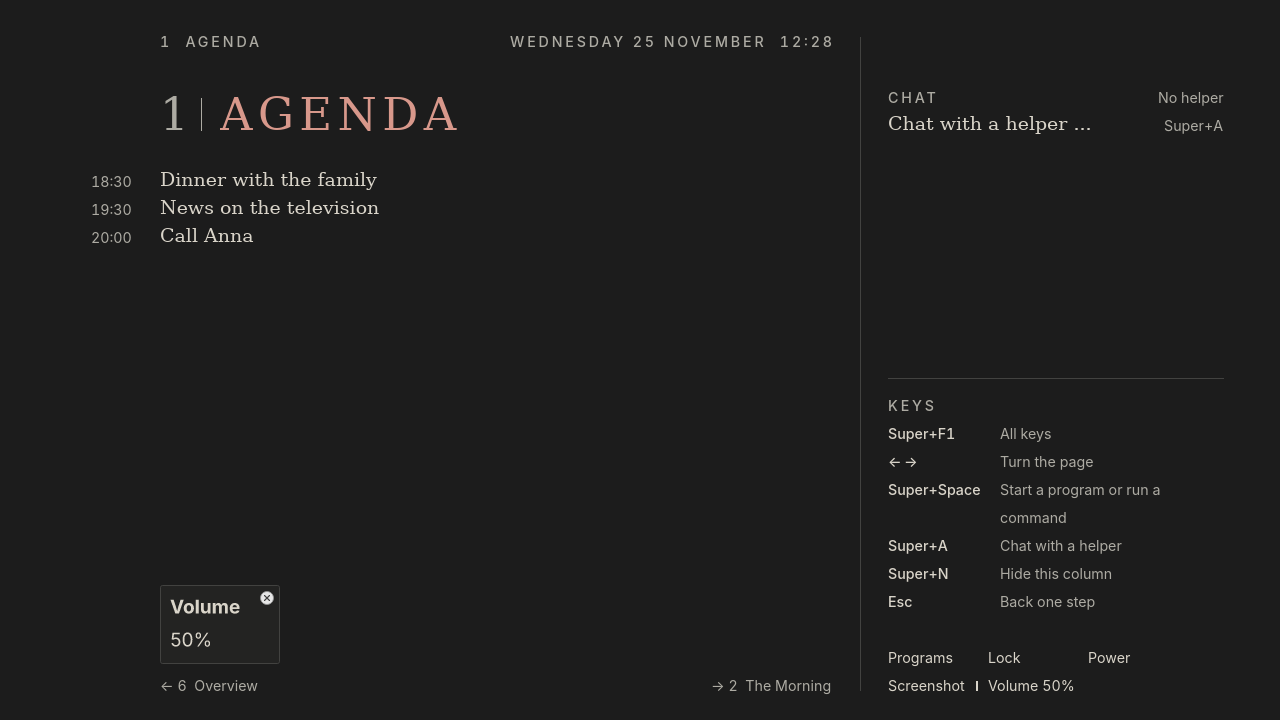 1 AGENDA
WEDNESDAY 25 NOVEMBER 12:28
1 AGENDA
18:30 Dinner with the family
19:30 News on the television
20:00 Call Anna
Volume
50%
← 6 Overview
→ 2 The Morning
CHAT No helper
Chat with a helper ... Super+A
KEYS
Super+F1 All keys
← → Turn the page
Super+Space Start a program or run a
command
Super+A Chat with a helper
Super+N Hide this column
Esc Back one step
Programs Lock Power
Screenshot Volume 50%